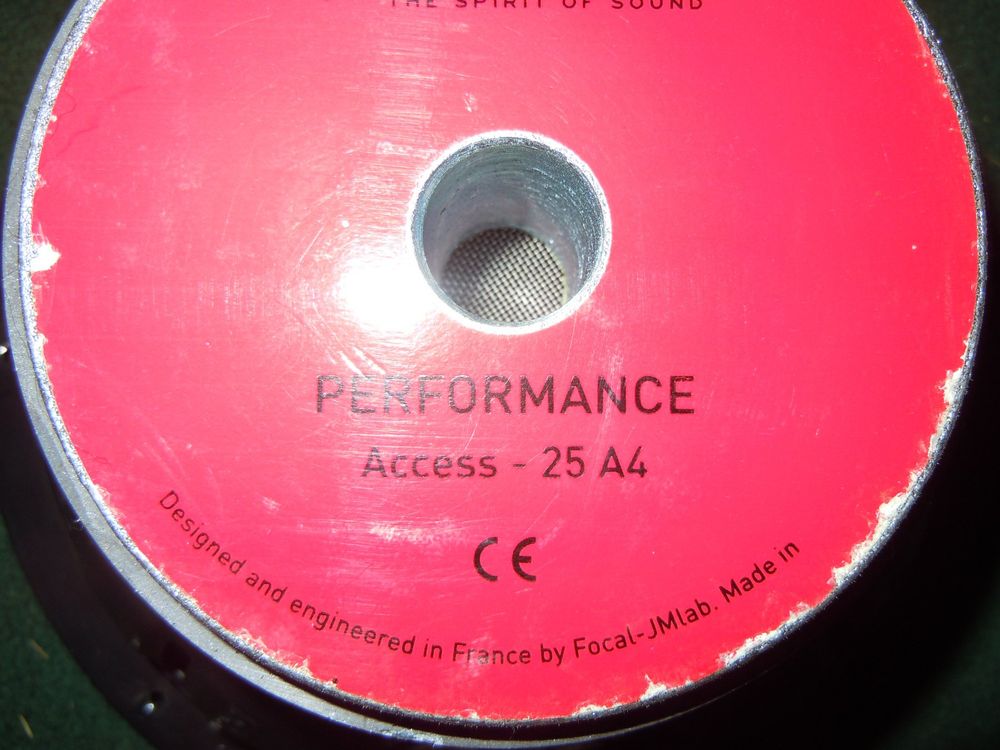 THE SPIRIT OF SOUND
PERFORMANCE
Access - 25 A4
CE
Designed and engineered in France by Focal-JMlab. Made in